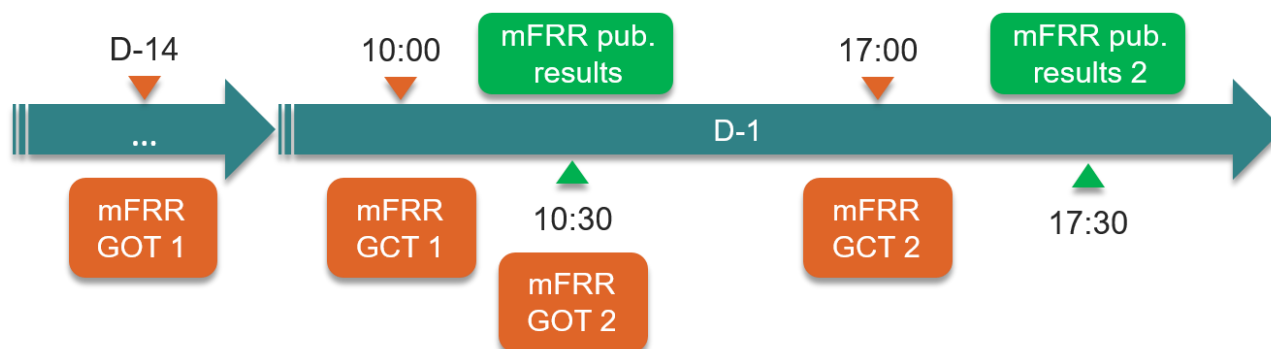 D-14
10:00
mFRR pub.
results
17:00
mFRR pub.
results 2
...
D-1
mFRR
GOT 1
mFRR
GCT 1
10:30
mFRR
GOT 2
mFRR
GCT 2
17:30